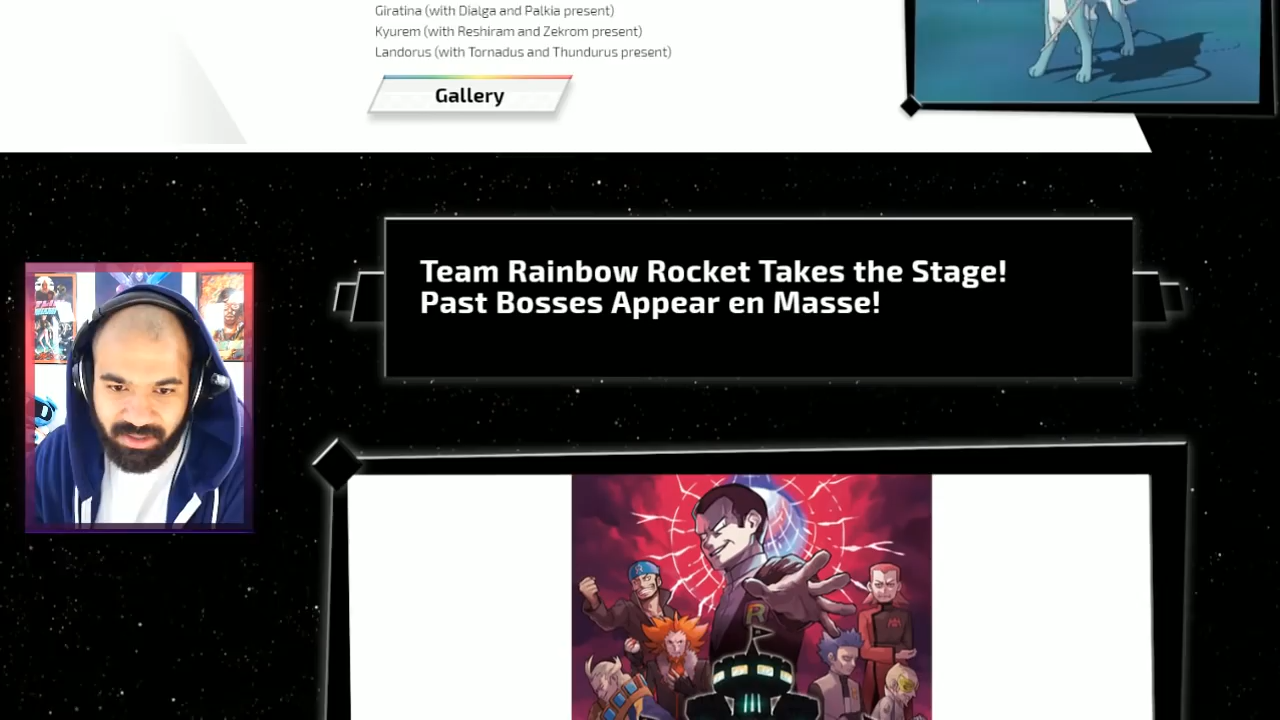 Giratina (with Dialga and Palkia present)
Kyurem (with Reshiram and Zekrom present)
Landorus (with Tornadus and Thundurus present)
Gallery
Team Rainbow Rocket Takes the Stage!
Past Bosses Appear en Masse!
R